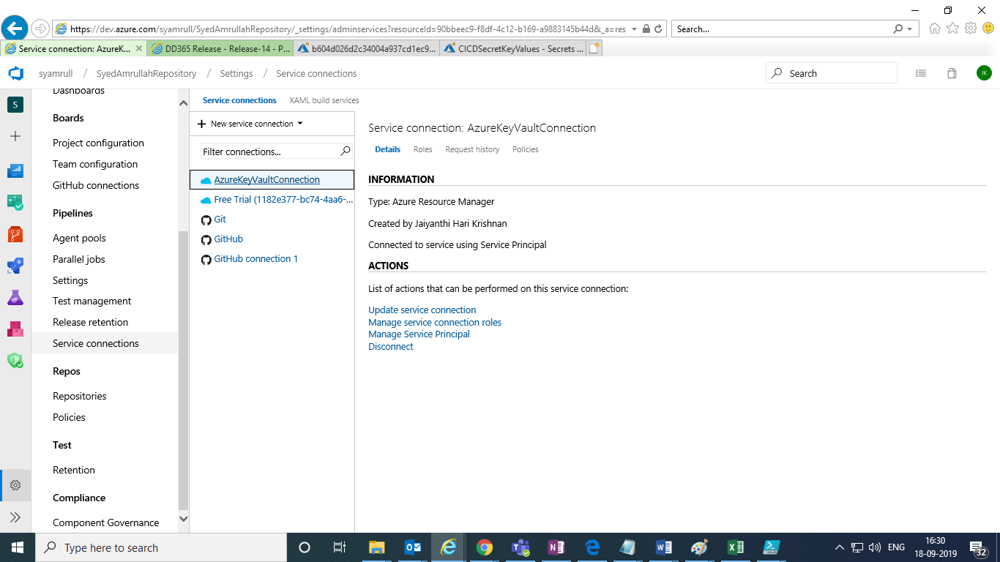 https://dev.azure.com/syamrull/SyedAmrullahRepository/_settings/adminservices?resourceId=90bbeec9-f8df-4c12-b169-a9883145b44d&_a=res
Search...
Service connection: AzureK...
DD365 Release - Release-14 - P...
b604d026d2c34004a937cd1ec9...
CICDSecretKeyValues - Secrets ...
syamrull / SyedAmrullahRepository / Settings / Service connections
Search
JK
S
Dashboards
Boards
Project configuration
Team configuration
GitHub connections
Pipelines
Agent pools
Parallel jobs
Settings
Test management
Release retention
Service connections
Repos
Repositories
Policies
Test
Retention
Compliance
Component Governance
Service connections
XAML build services
New service connection
Filter connections...
AzureKeyVaultConnection
Free Trial (1182e377-bc74-4aa6-...
Git
GitHub
GitHub connection 1
Service connection: AzureKeyVaultConnection
Details
Roles
Request history
Policies
INFORMATION
Type: Azure Resource Manager
Created by Jaiyanthi Hari Krishnan
Connected to service using Service Principal
ACTIONS
List of actions that can be performed on this service connection:
Update service connection
Manage service connection roles
Manage Service Principal
Disconnect
Type here to search
ENG
16:30
18-09-2019
32